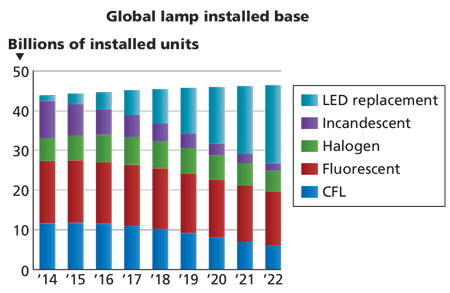 Global lamp installed base
Billions of installed units
50
40
30
20
10
0
'14 '15 '16 '17 '18 '19 '20 '21 '22
LED replacement
Incandescent
Halogen
Fluorescent
CFL